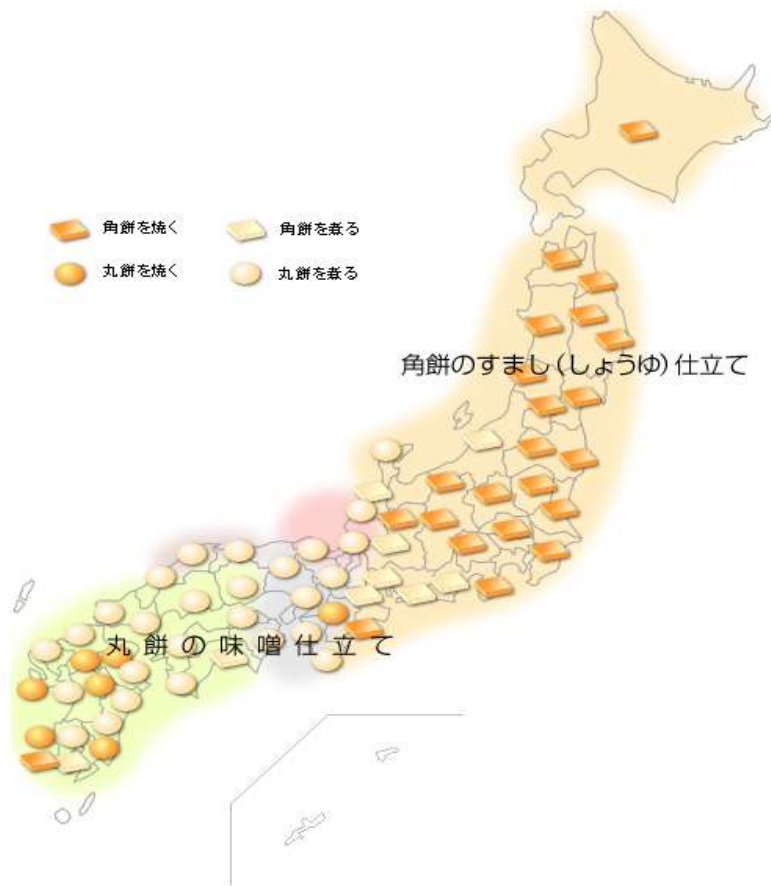 角餅を焼く
角餅を煮る
丸餅を焼く
丸餅を煮る
角餅のすまし(しょうゆ)仕立て
丸餅の味噌仕立て